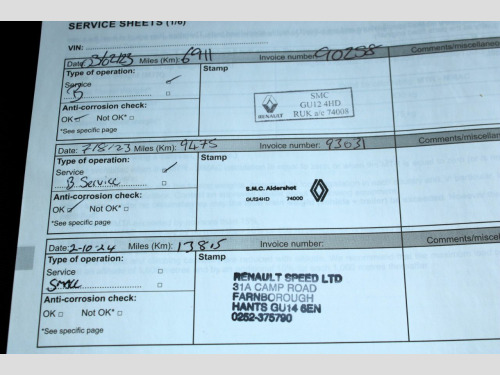 SERVICE SHEETS (1/6)
VIN:
Date: 13/02/23 Miles (Km): 6911 Invoice number: 90298 Comments/miscellaneous
Type of operation: Stamp
Service
B
Anti-corrosion check:
OK Not OK*
*See specific page
SMC
GU12 4HD
RENAULT RUK a/c 74008
Date: 7/8/23 Miles (Km): 9475 Invoice number: 93031 Comments/miscellan
Type of operation: Stamp
Service
B Service
Anti-corrosion check:
OK Not OK*
*See specific page
S.M.C. Aldershot
GU124HD 74000
Date: 2-10-24 Miles (Km): 13815 Invoice number: Comments/miscel
Type of operation: Stamp
Service
SMALL
Anti-corrosion check:
OK Not OK*
*See specific page
RENAULT SPEED LTD
31A CAMP ROAD
FARNBOROUGH
HANTS GU14 6EN
0252-375790